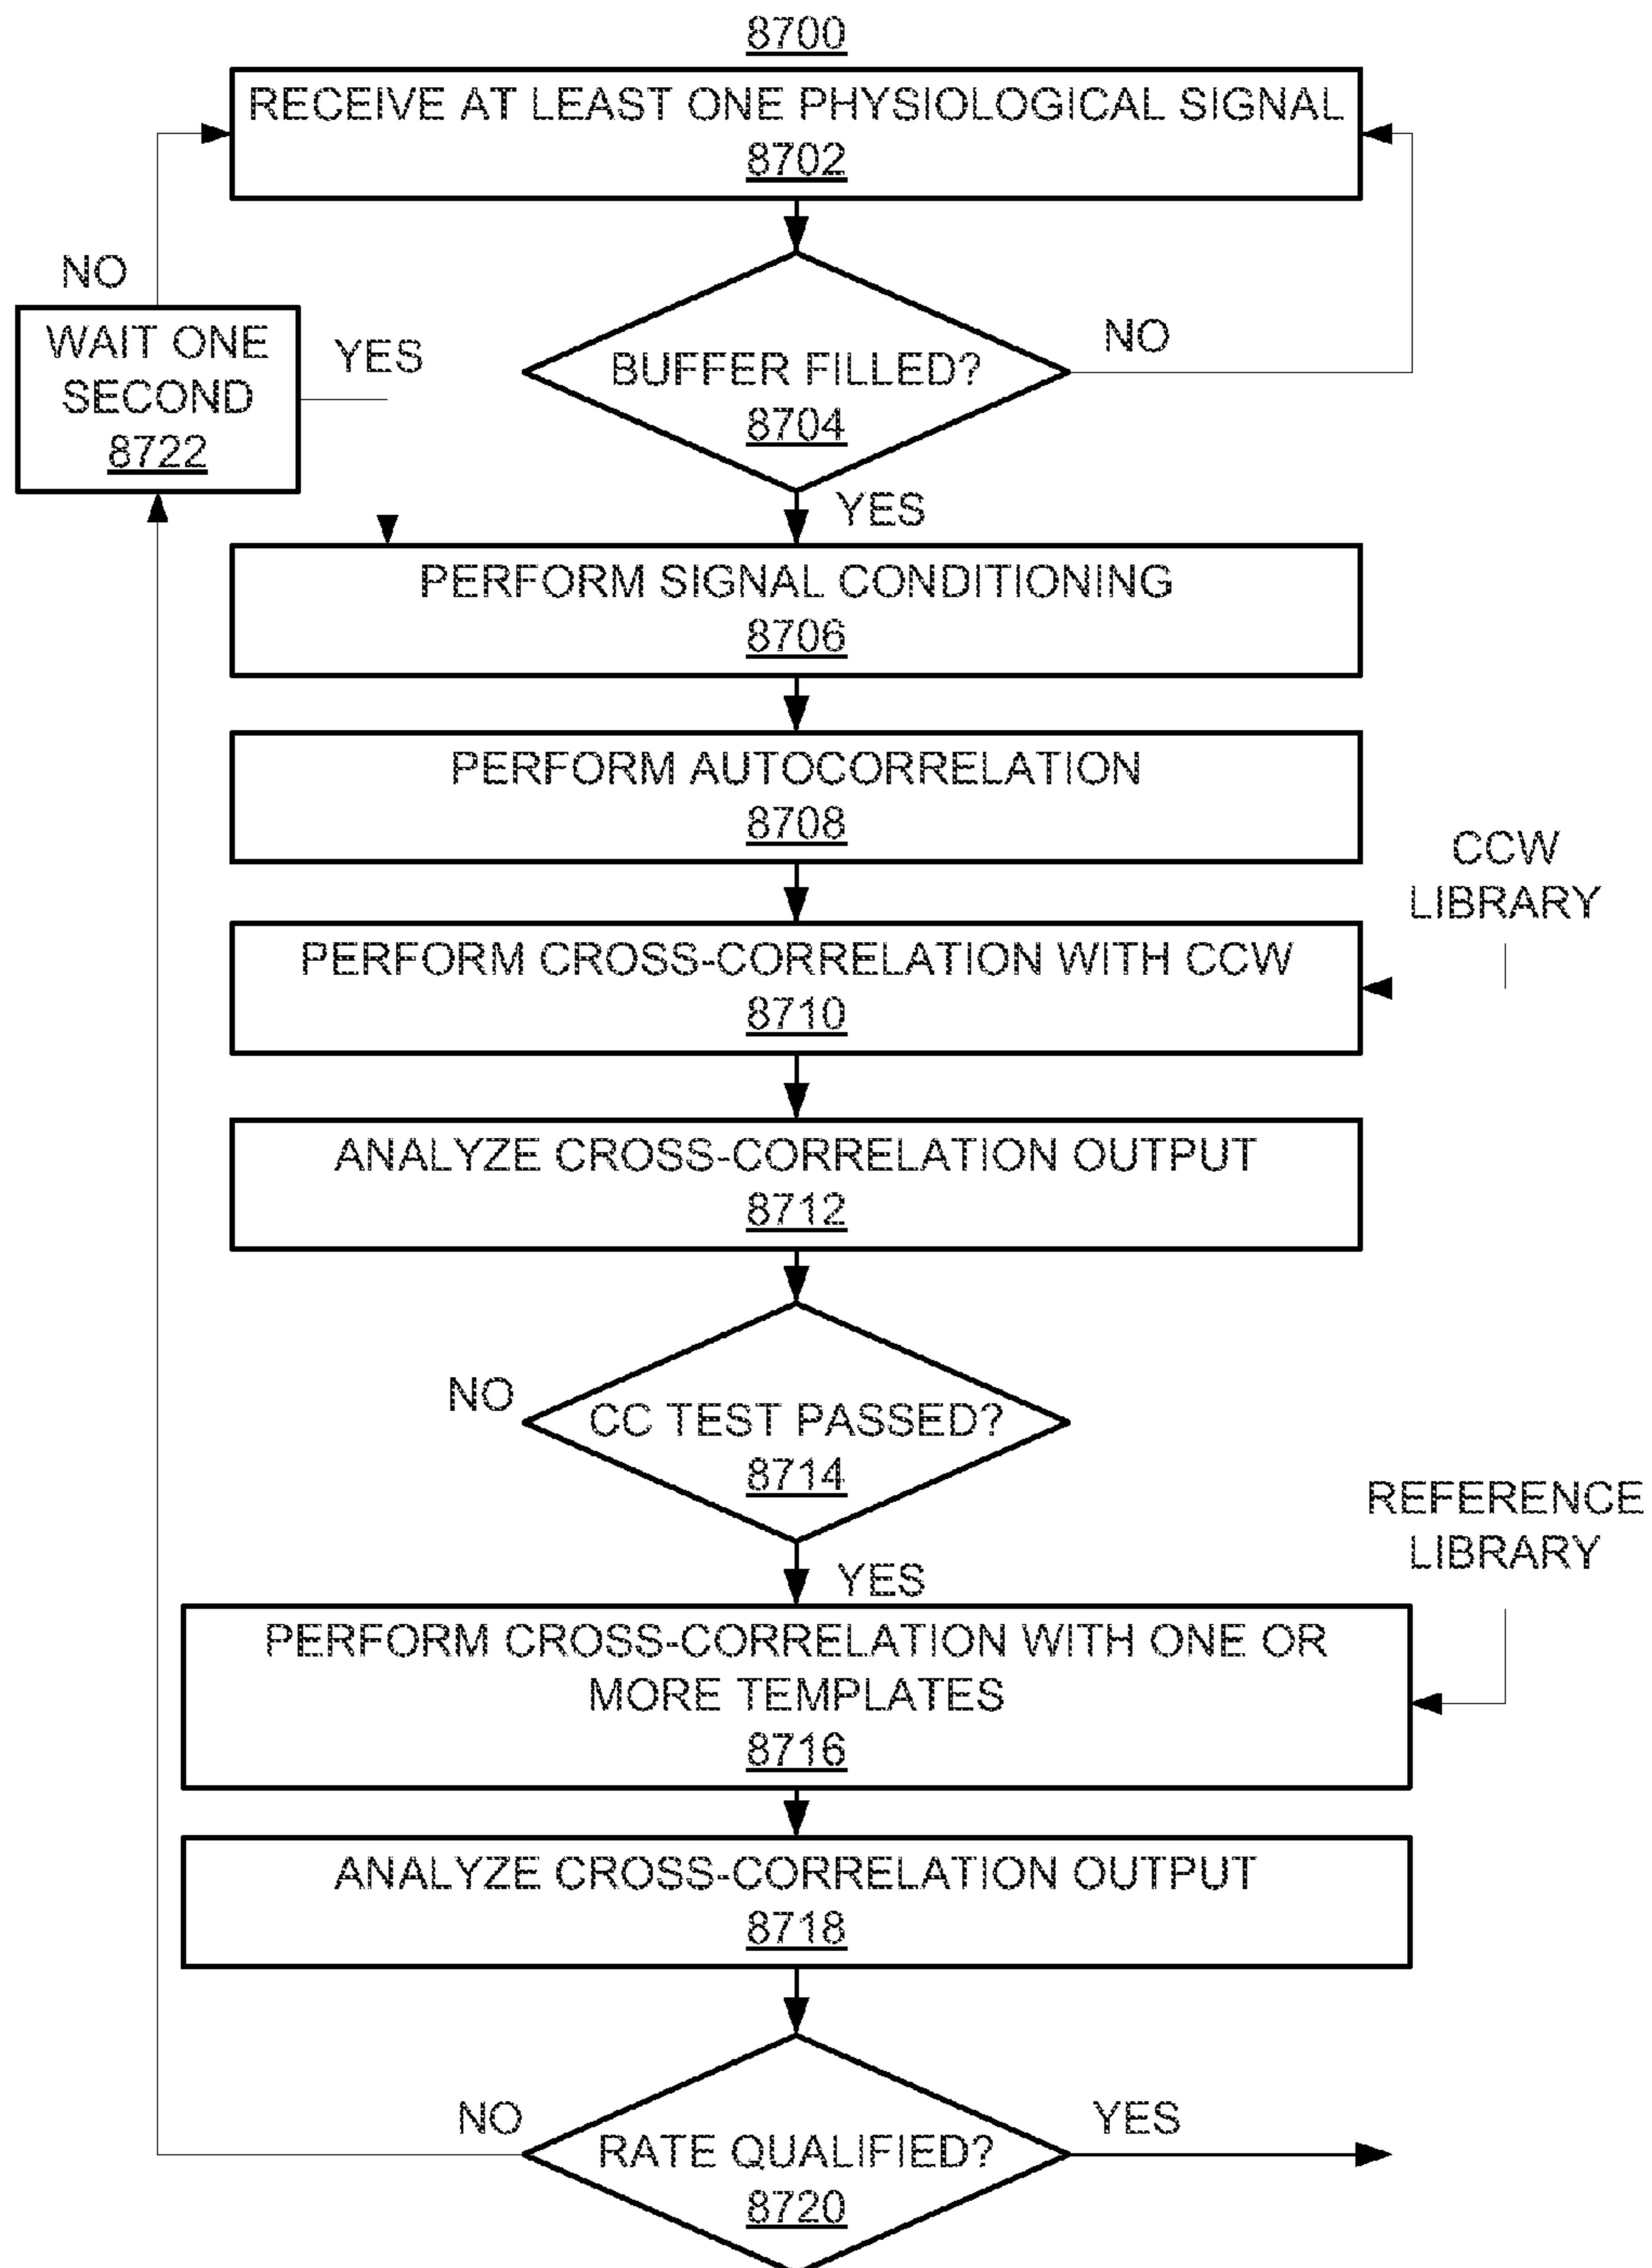 8700
RECEIVE AT LEAST ONE PHYSIOLOGICAL SIGNAL
8702
NO
WAIT ONE
SECOND
8722
YES
BUFFER FILLED?
8704
NO
YES
PERFORM SIGNAL CONDITIONING
8706
PERFORM AUTOCORRELATION
8708
CCW
LIBRARY
PERFORM CROSS-CORRELATION WITH CCW
8710
ANALYZE CROSS-CORRELATION OUTPUT
8712
NO
CC TEST PASSED?
8714
YES
REFERENCE
LIBRARY
PERFORM CROSS-CORRELATION WITH ONE OR
MORE TEMPLATES
8716
ANALYZE CROSS-CORRELATION OUTPUT
8718
NO
RATE QUALIFIED?
8720
YES